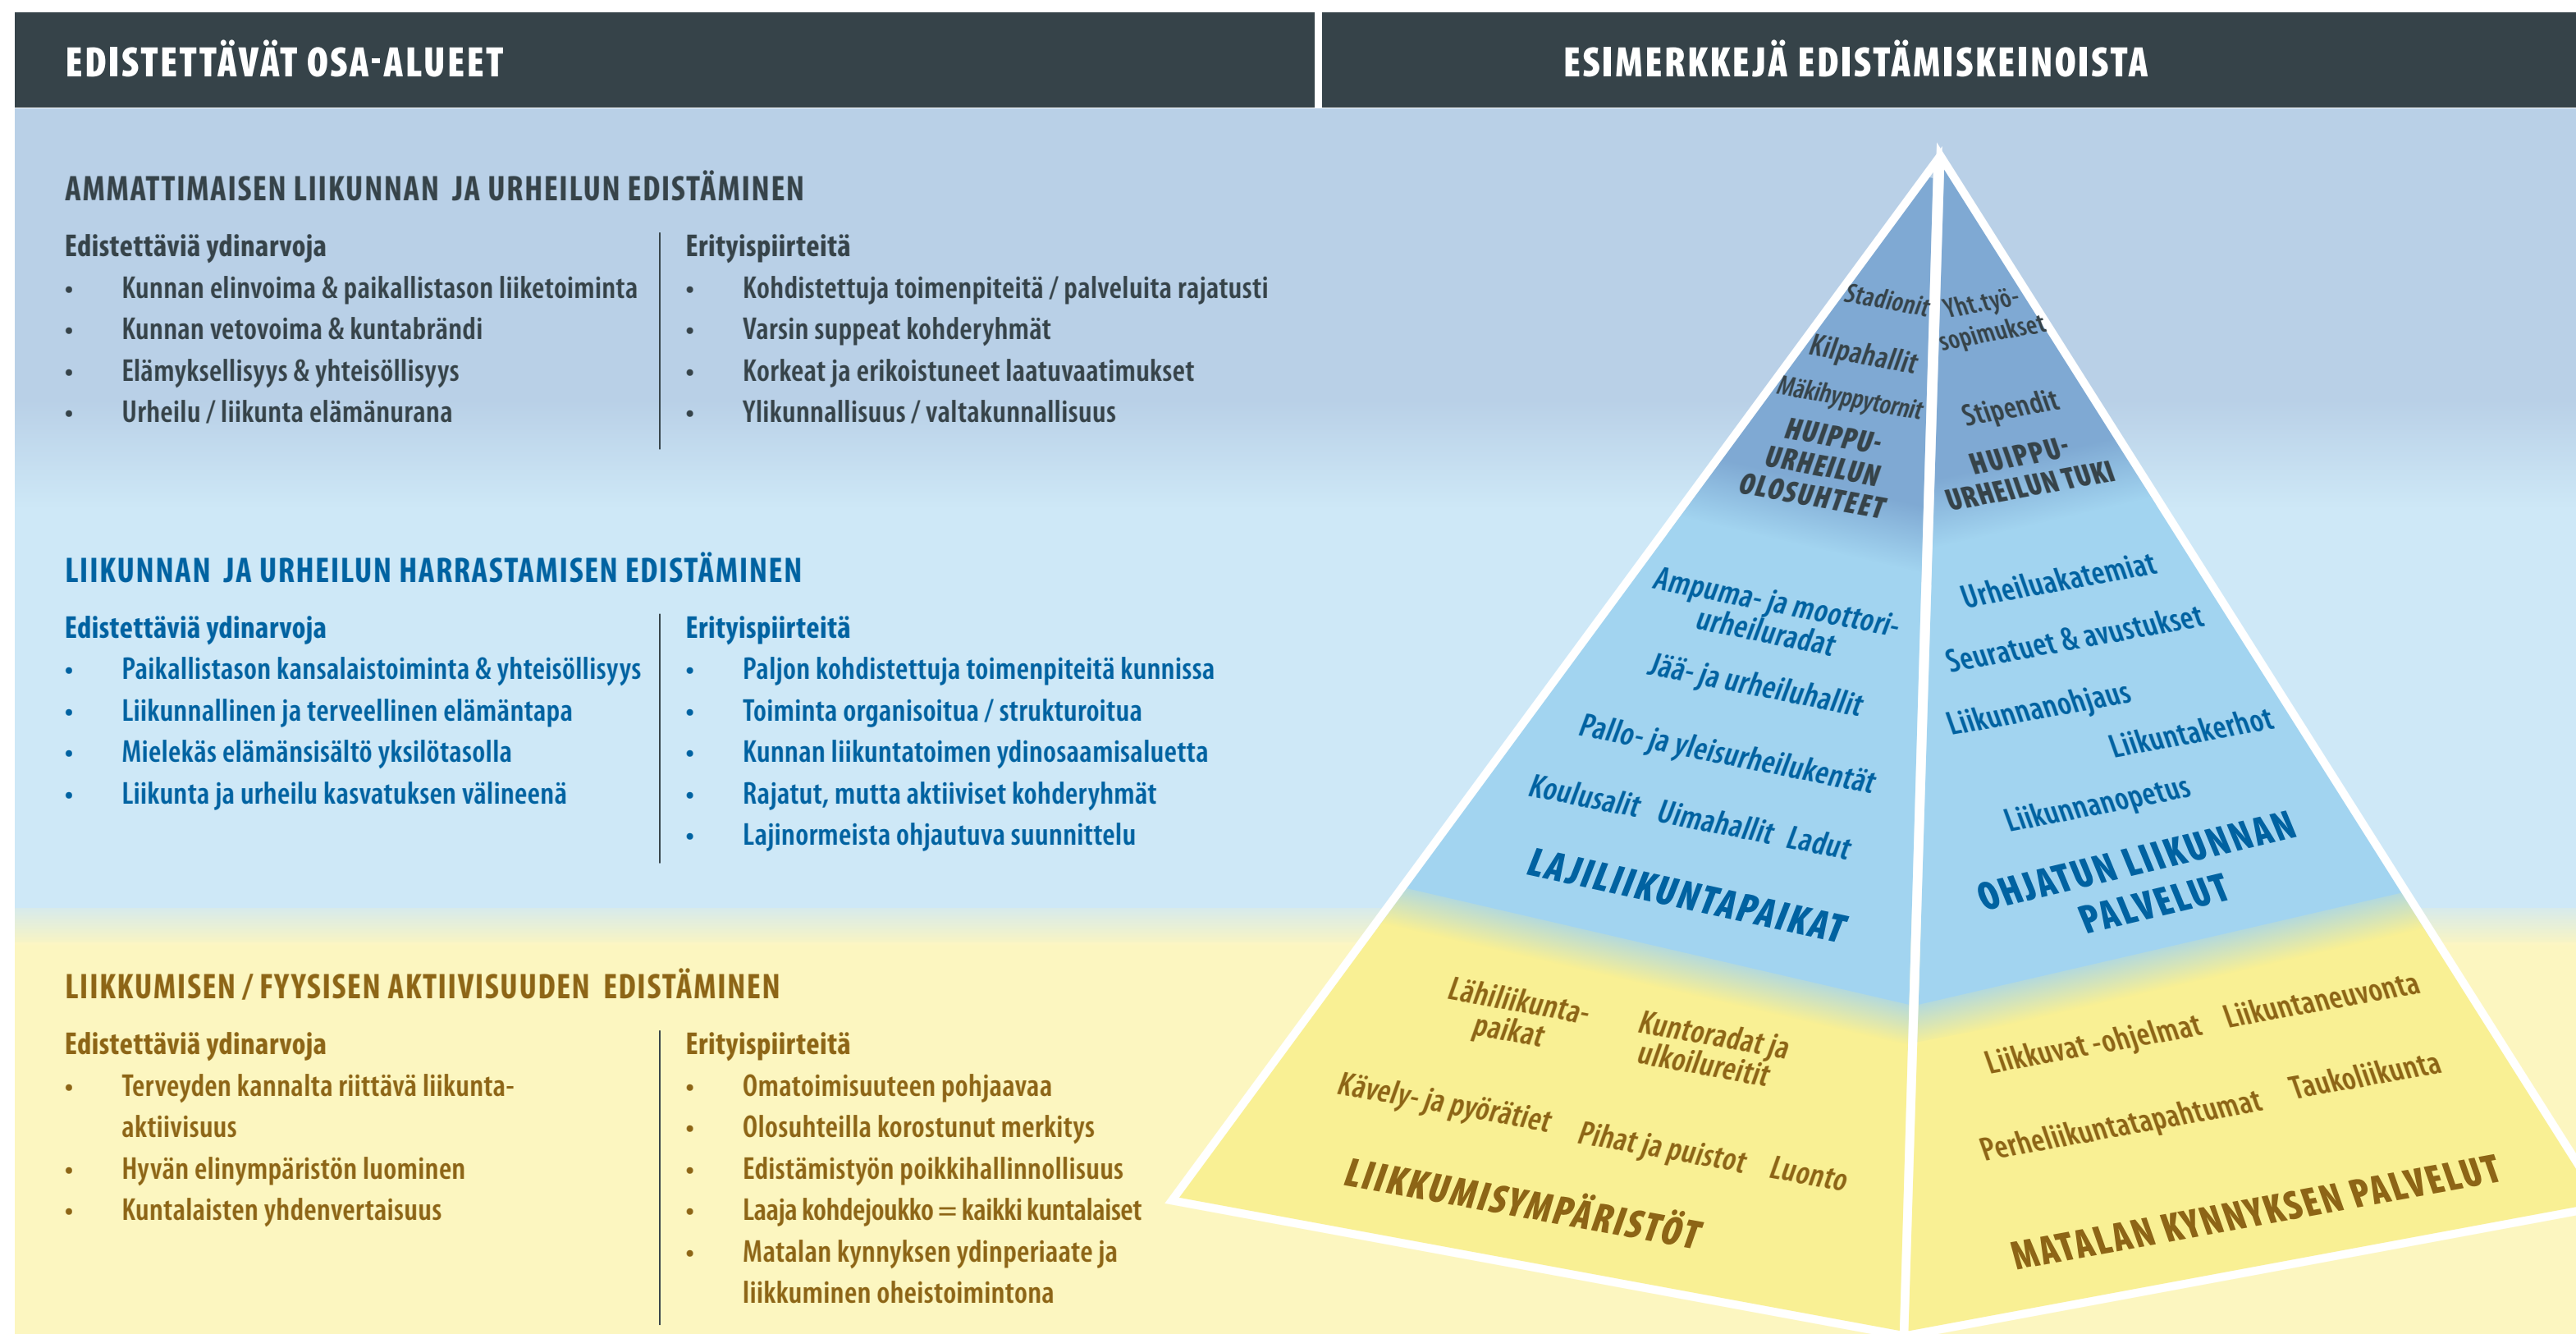 EDISTETTÄVÄT OSA-ALUEET
ESIMERKKEJÄ EDISTÄMISKEINOISTA
AMMATTIMAISEN LIIKUNNAN JA URHEILUN EDISTÄMINEN
Edistettäviä ydinarvoja
• Kunnan elinvoima & paikallistason liiketoiminta
• Kunnan vetovoima & kuntabrändi
• Elämyksellisyys & yhteisöllisyys
• Urheilu / liikunta elämänurana
Erityispiirteitä
• Kohdistettuja toimenpiteitä / palveluita rajatusti
• Varsin suppeat kohderyhmät
• Korkeat ja erikoistuneet laatuvaatimukset
• Ylikunnallisuus / valtakunnallisuus
LIIKUNNAN JA URHEILUN HARRASTAMISEN EDISTÄMINEN
Edistettäviä ydinarvoja
• Paikallistason kansalaistoiminta & yhteisöllisyys
• Liikunnallinen ja terveellinen elämäntapa
• Mielekäs elämänsisältö yksilötasolla
• Liikunta ja urheilu kasvatuksen välineenä
Erityispiirteitä
• Paljon kohdistettuja toimenpiteitä kunnissa
• Toiminta organisoitua / strukturoitua
• Kunnan liikuntatoimen ydinosaamisaluetta
• Rajatut, mutta aktiiviset kohderyhmät
• Lajinormeista ohjautuva suunnittelu
LIIKKUMISEN / FYYSISEN AKTIIVISUUDEN EDISTÄMINEN
Edistettäviä ydinarvoja
• Terveyden kannalta riittävä liikunta-
aktiivisuus
• Hyvän elinympäristön luominen
• Kuntalaisten yhdenvertaisuus
Erityispiirteitä
• Omatoimisuuteen pohjaavaa
• Olosuhteilla korostunut merkitys
• Edistämistyön poikkihallinnollisuus
• Laaja kohdejoukko = kaikki kuntalaiset
• Matalan kynnyksen ydinperiaate ja
liikkuminen oheistoimintona
Stadionit
Kilpahallit
Mäkihyppytornit
HUIPPU-
URHEILUN
OLOSUHTEET
Yht.työ-
sopimukset
Stipendit
HUIPPU-
URHEILUN TUKI
Ampuma- ja moottori-
urheiluradat
Jää- ja urheiluhallit
Pallo- ja yleisurheilukentät
Koulusalit Uimahallit Ladut
LAJILIIKUNTAPAIKAT
Urheiluakatemiat
Seuratuet & avustukset
Liikunnanohjaus
Liikuntakerhot
Liikunnanopetus
OHJATUN LIIKUNNAN
PALVELUT
Lähiliikunta-
paikat
Kuntoradat ja
ulkoilureitit
Kävely- ja pyörätiet
Pihat ja puistot
Luonto
LIIKKUMISYMPÄRISTÖT
Liikkuvat -ohjelmat
Liikuntaneuvonta
Perheliikuntatapahtumat
Taukoliikunta
MATALAN KYNNYKSEN PALVELUT